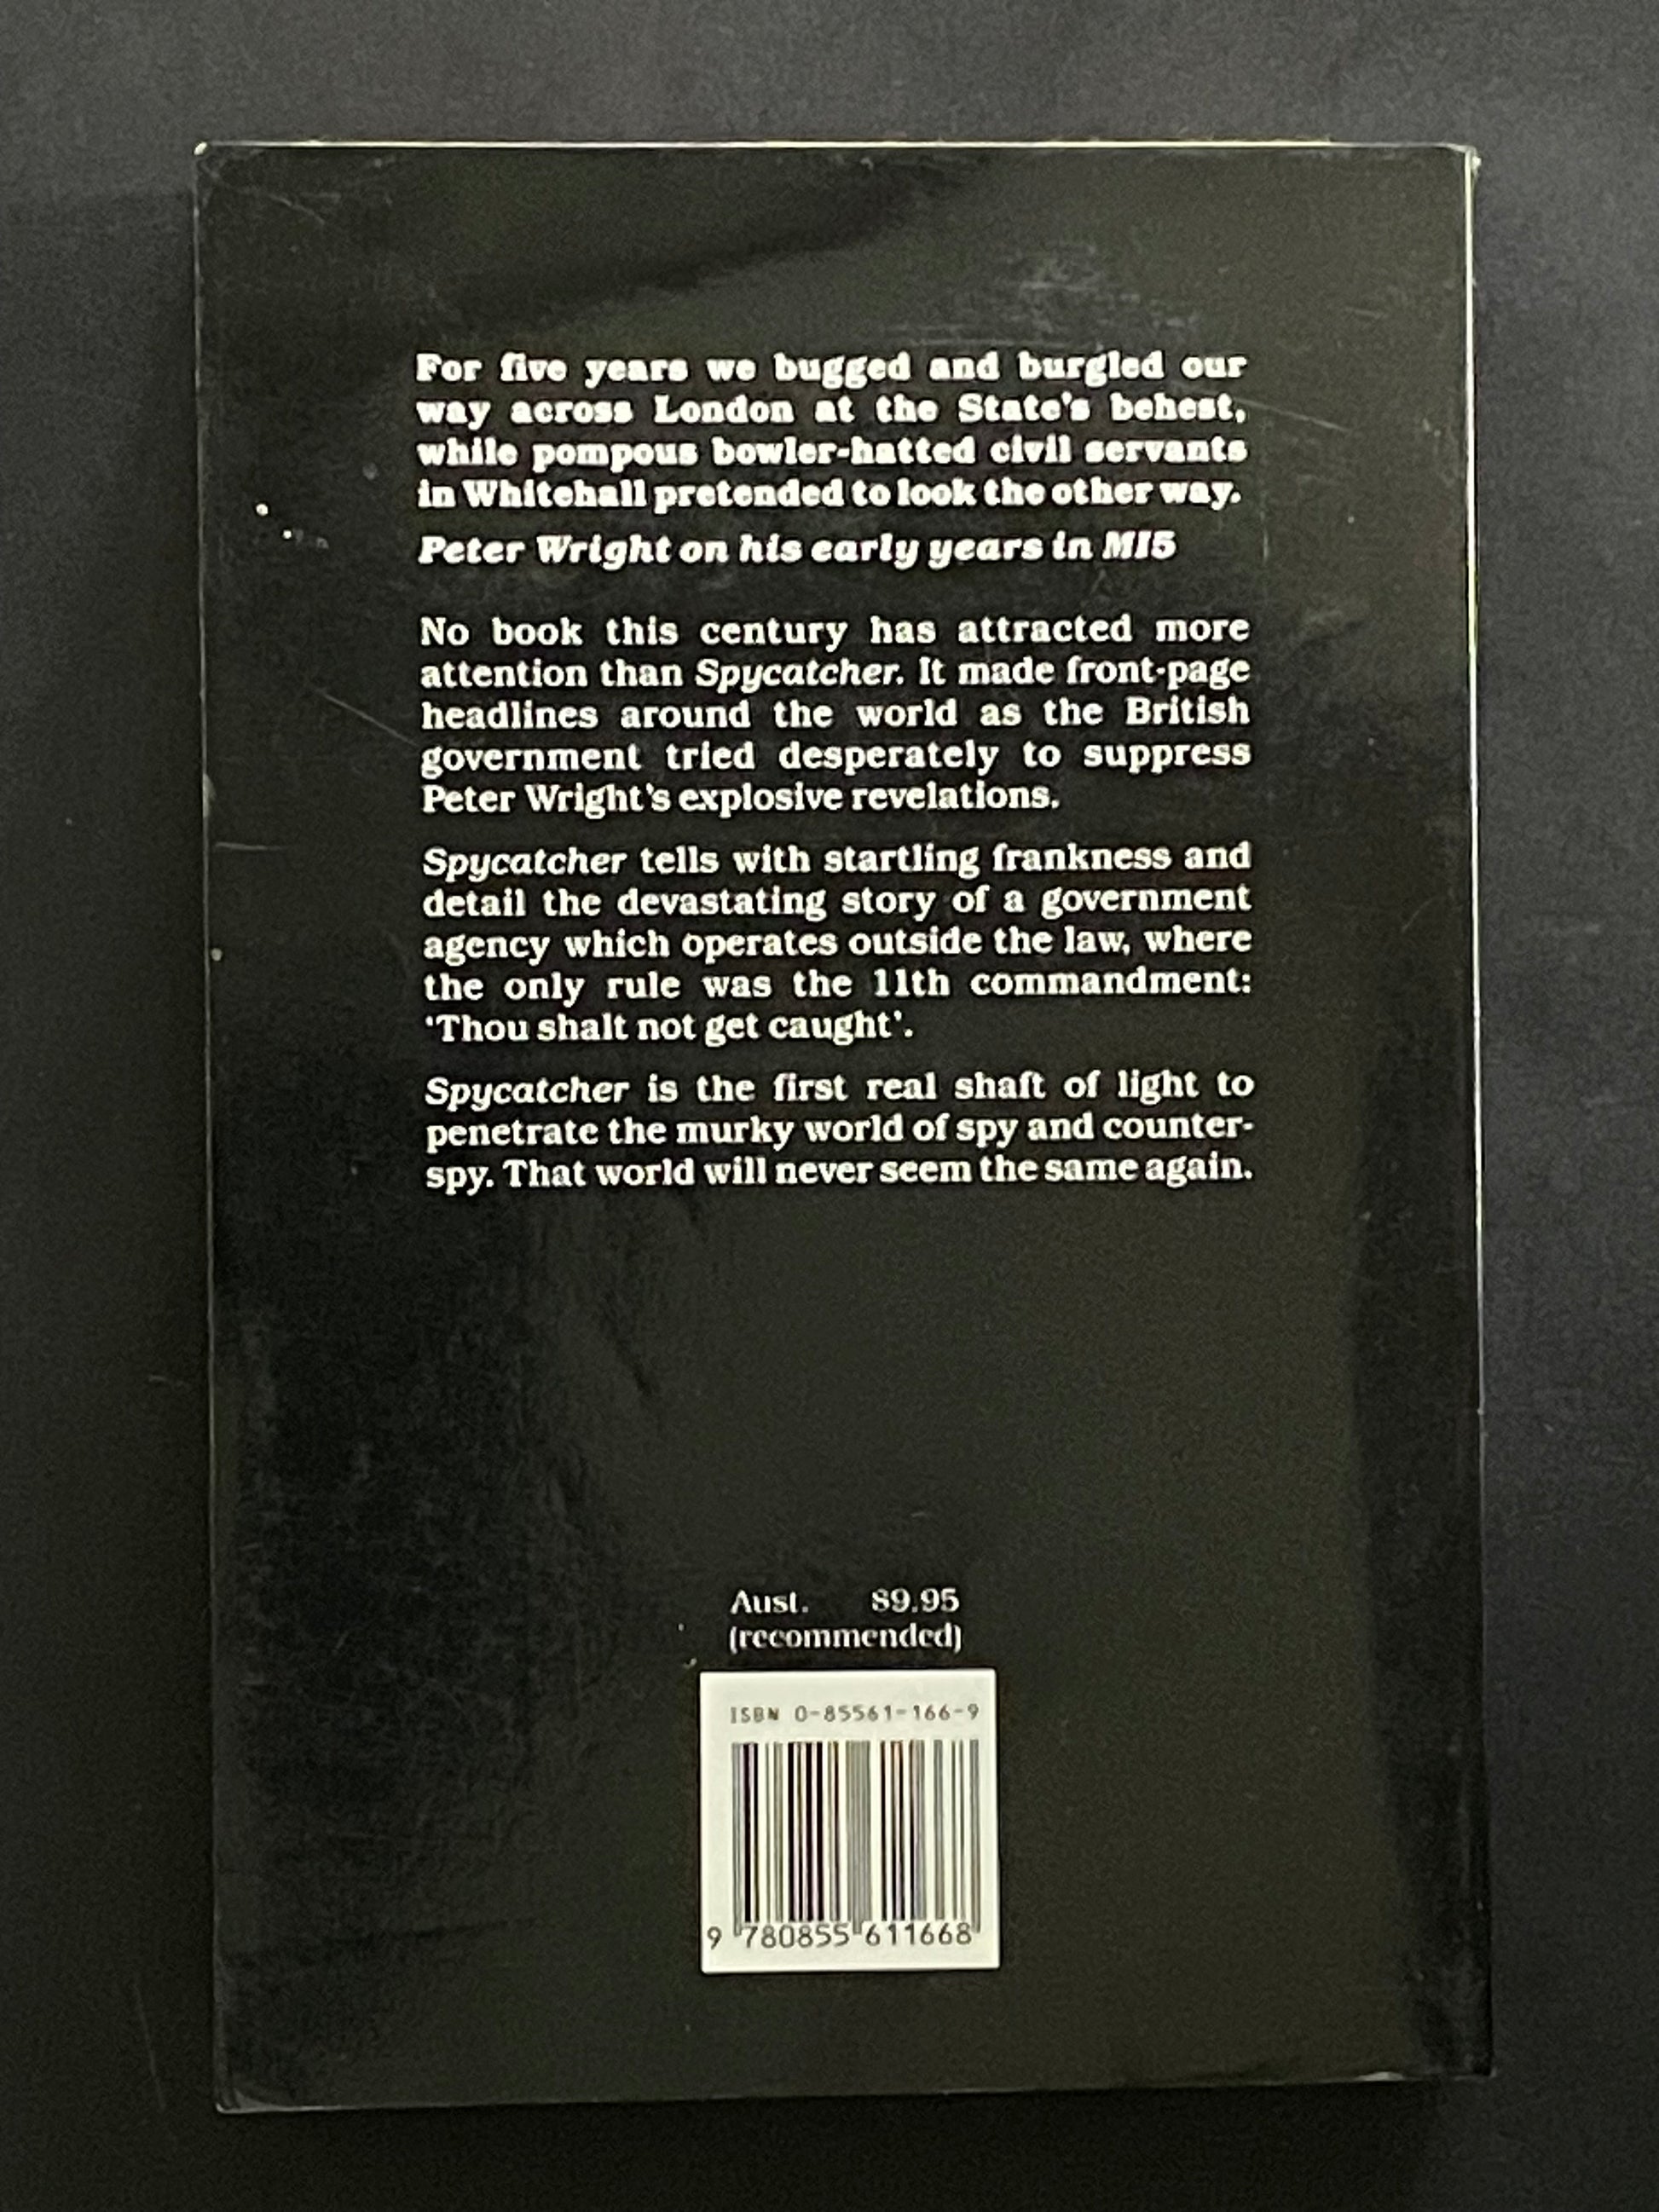 For five years we bugged and burgled our
way across London at the State's behest,
while pompous bowler-hatted civil servants
in Whitehall pretended to look the other way.
Peter Wright on his early years in MI5
No book this century has attracted more
attention than Spycatcher. It made front-page
headlines around the world as the British
government tried desperately to suppress
Peter Wright's explosive revelations.
Spycatcher tells with startling frankness and
detail the devastating story of a government
agency which operates outside the law, where
the only rule was the 11th commandment:
'Thou shalt not get caught'.
Spycatcher is the first real shaft of light to
penetrate the murky world of spy and counter-
spy. That world will never seem the same again.
Aust. $9.95
(recommended)
ISBN 0-85561-166-9
9 780855 611668